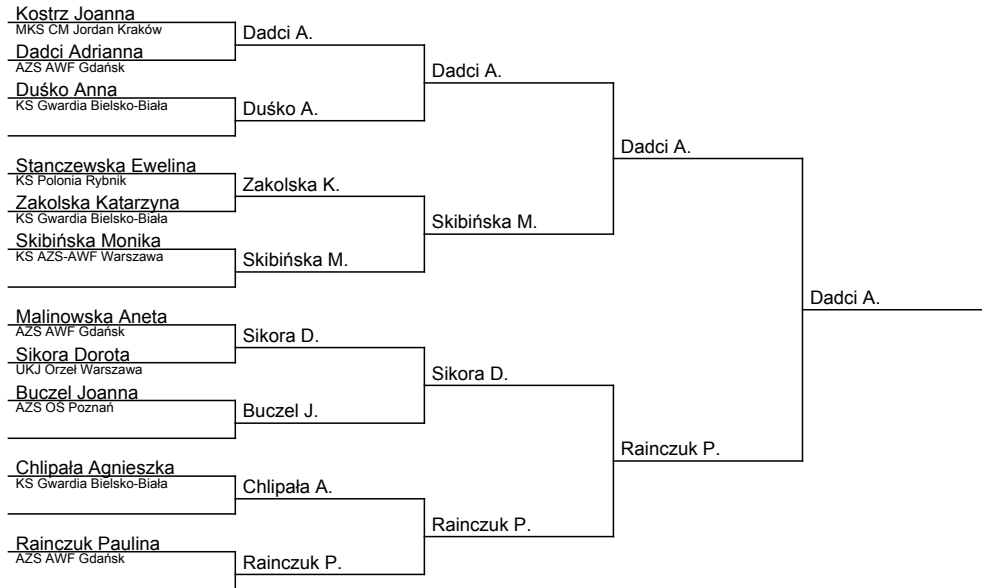 Kostrz Joanna
MKS CM Jordan Kraków
Dadci Adrianna
AZS AWF Gdańsk
Duśko Anna
KS Gwardia Bielsko-Biała
Stanczewska Ewelina
KS Polonia Rybnik
Zakolska Katarzyna
KS Gwardia Bielsko-Biała
Skibińska Monika
KS AZS-AWF Warszawa
Malinowska Aneta
AZS AWF Gdańsk
Sikora Dorota
UKJ Orzeł Warszawa
Buczel Joanna
AZS OŚ Poznań
Chlipała Agnieszka
KS Gwardia Bielsko-Biała
Rainczuk Paulina
AZS AWF Gdańsk
Dadci A.
Duśko A.
Zakolska K.
Skibińska M.
Sikora D.
Buczel J.
Chlipała A.
Rainczuk P.
Dadci A.
Skibińska M.
Sikora D.
Rainczuk P.
Dadci A.
Rainczuk P.
Dadci A.